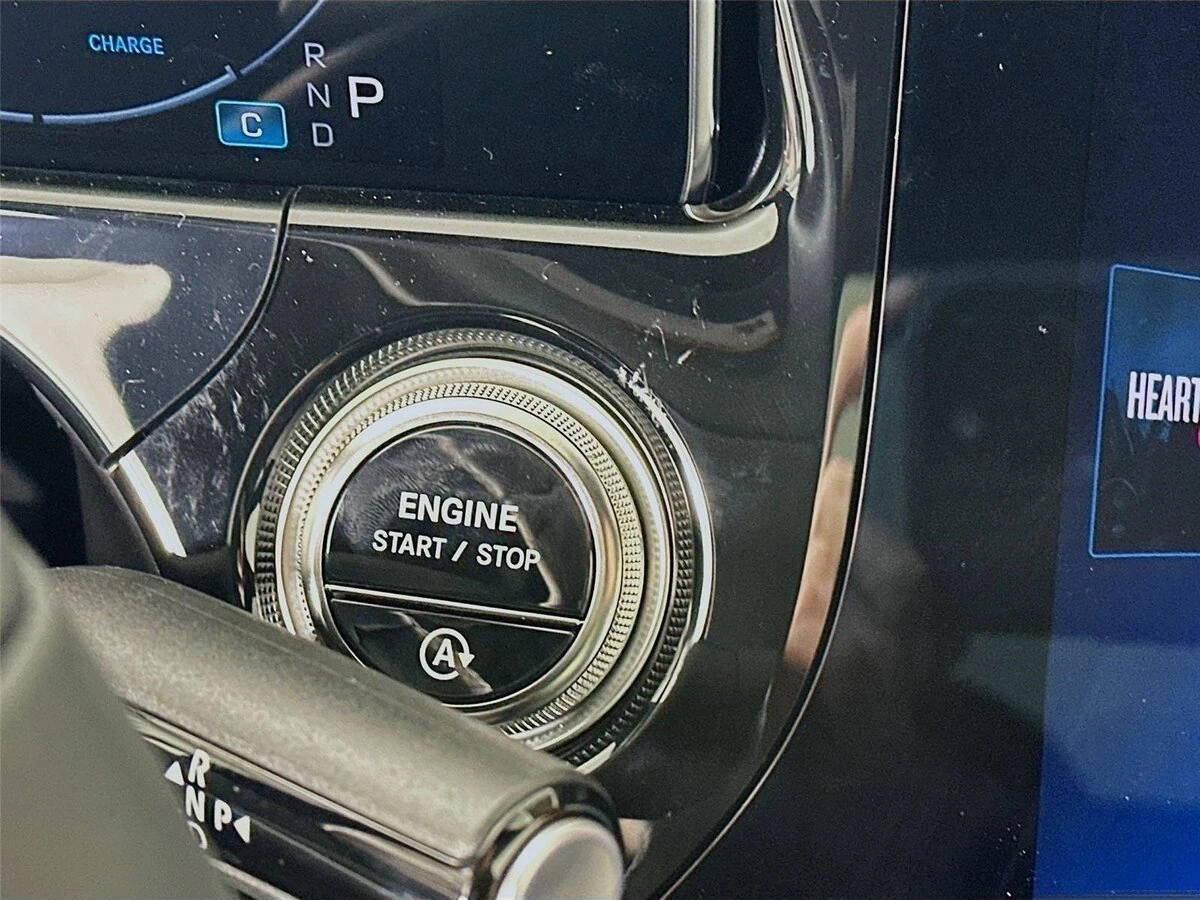 CHARGE
R
N
D
P
C
HEART
ENGINE
START / STOP
A
R
N P